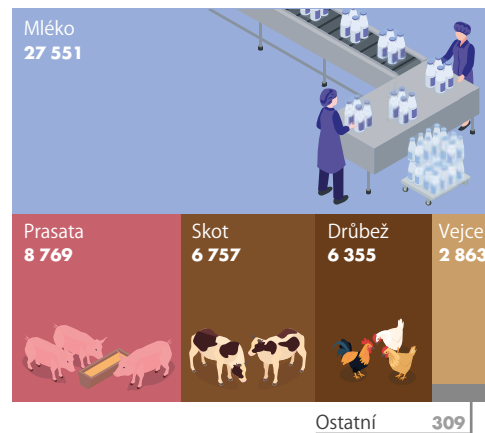 Mléko
27 551
Prasata
8 769
Skot
6 757
Drůbež
6 355
Vejce
2 863
Ostatní 309